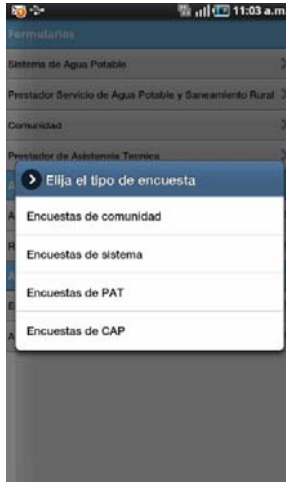 11:03 a.m
Formularios
Sistema de Agua Potable
Prestador Servicio de Agua Potable y Saneamiento Rural
Comunidad
Prestador de Asistencia Tecnica
Elija el tipo de encuesta
Encuestas de comunidad
Encuestas de sistema
Encuestas de PAT
Encuestas de CAP